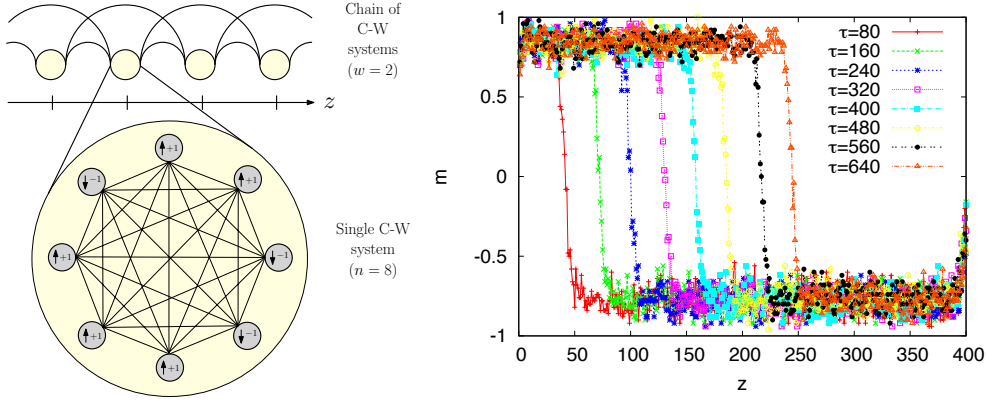 Chain of
C-W
systems
(w = 2)
z
↑+1
↓−1
↑+1
↑+1
↓−1
↑+1
↓−1
↑+1
Single C-W
system
(n = 8)
1
0.5
0
-0.5
-1
m
0 50 100 150 200 250 300 350 400
z
τ=80
τ=160
τ=240
τ=320
τ=400
τ=480
τ=560
τ=640